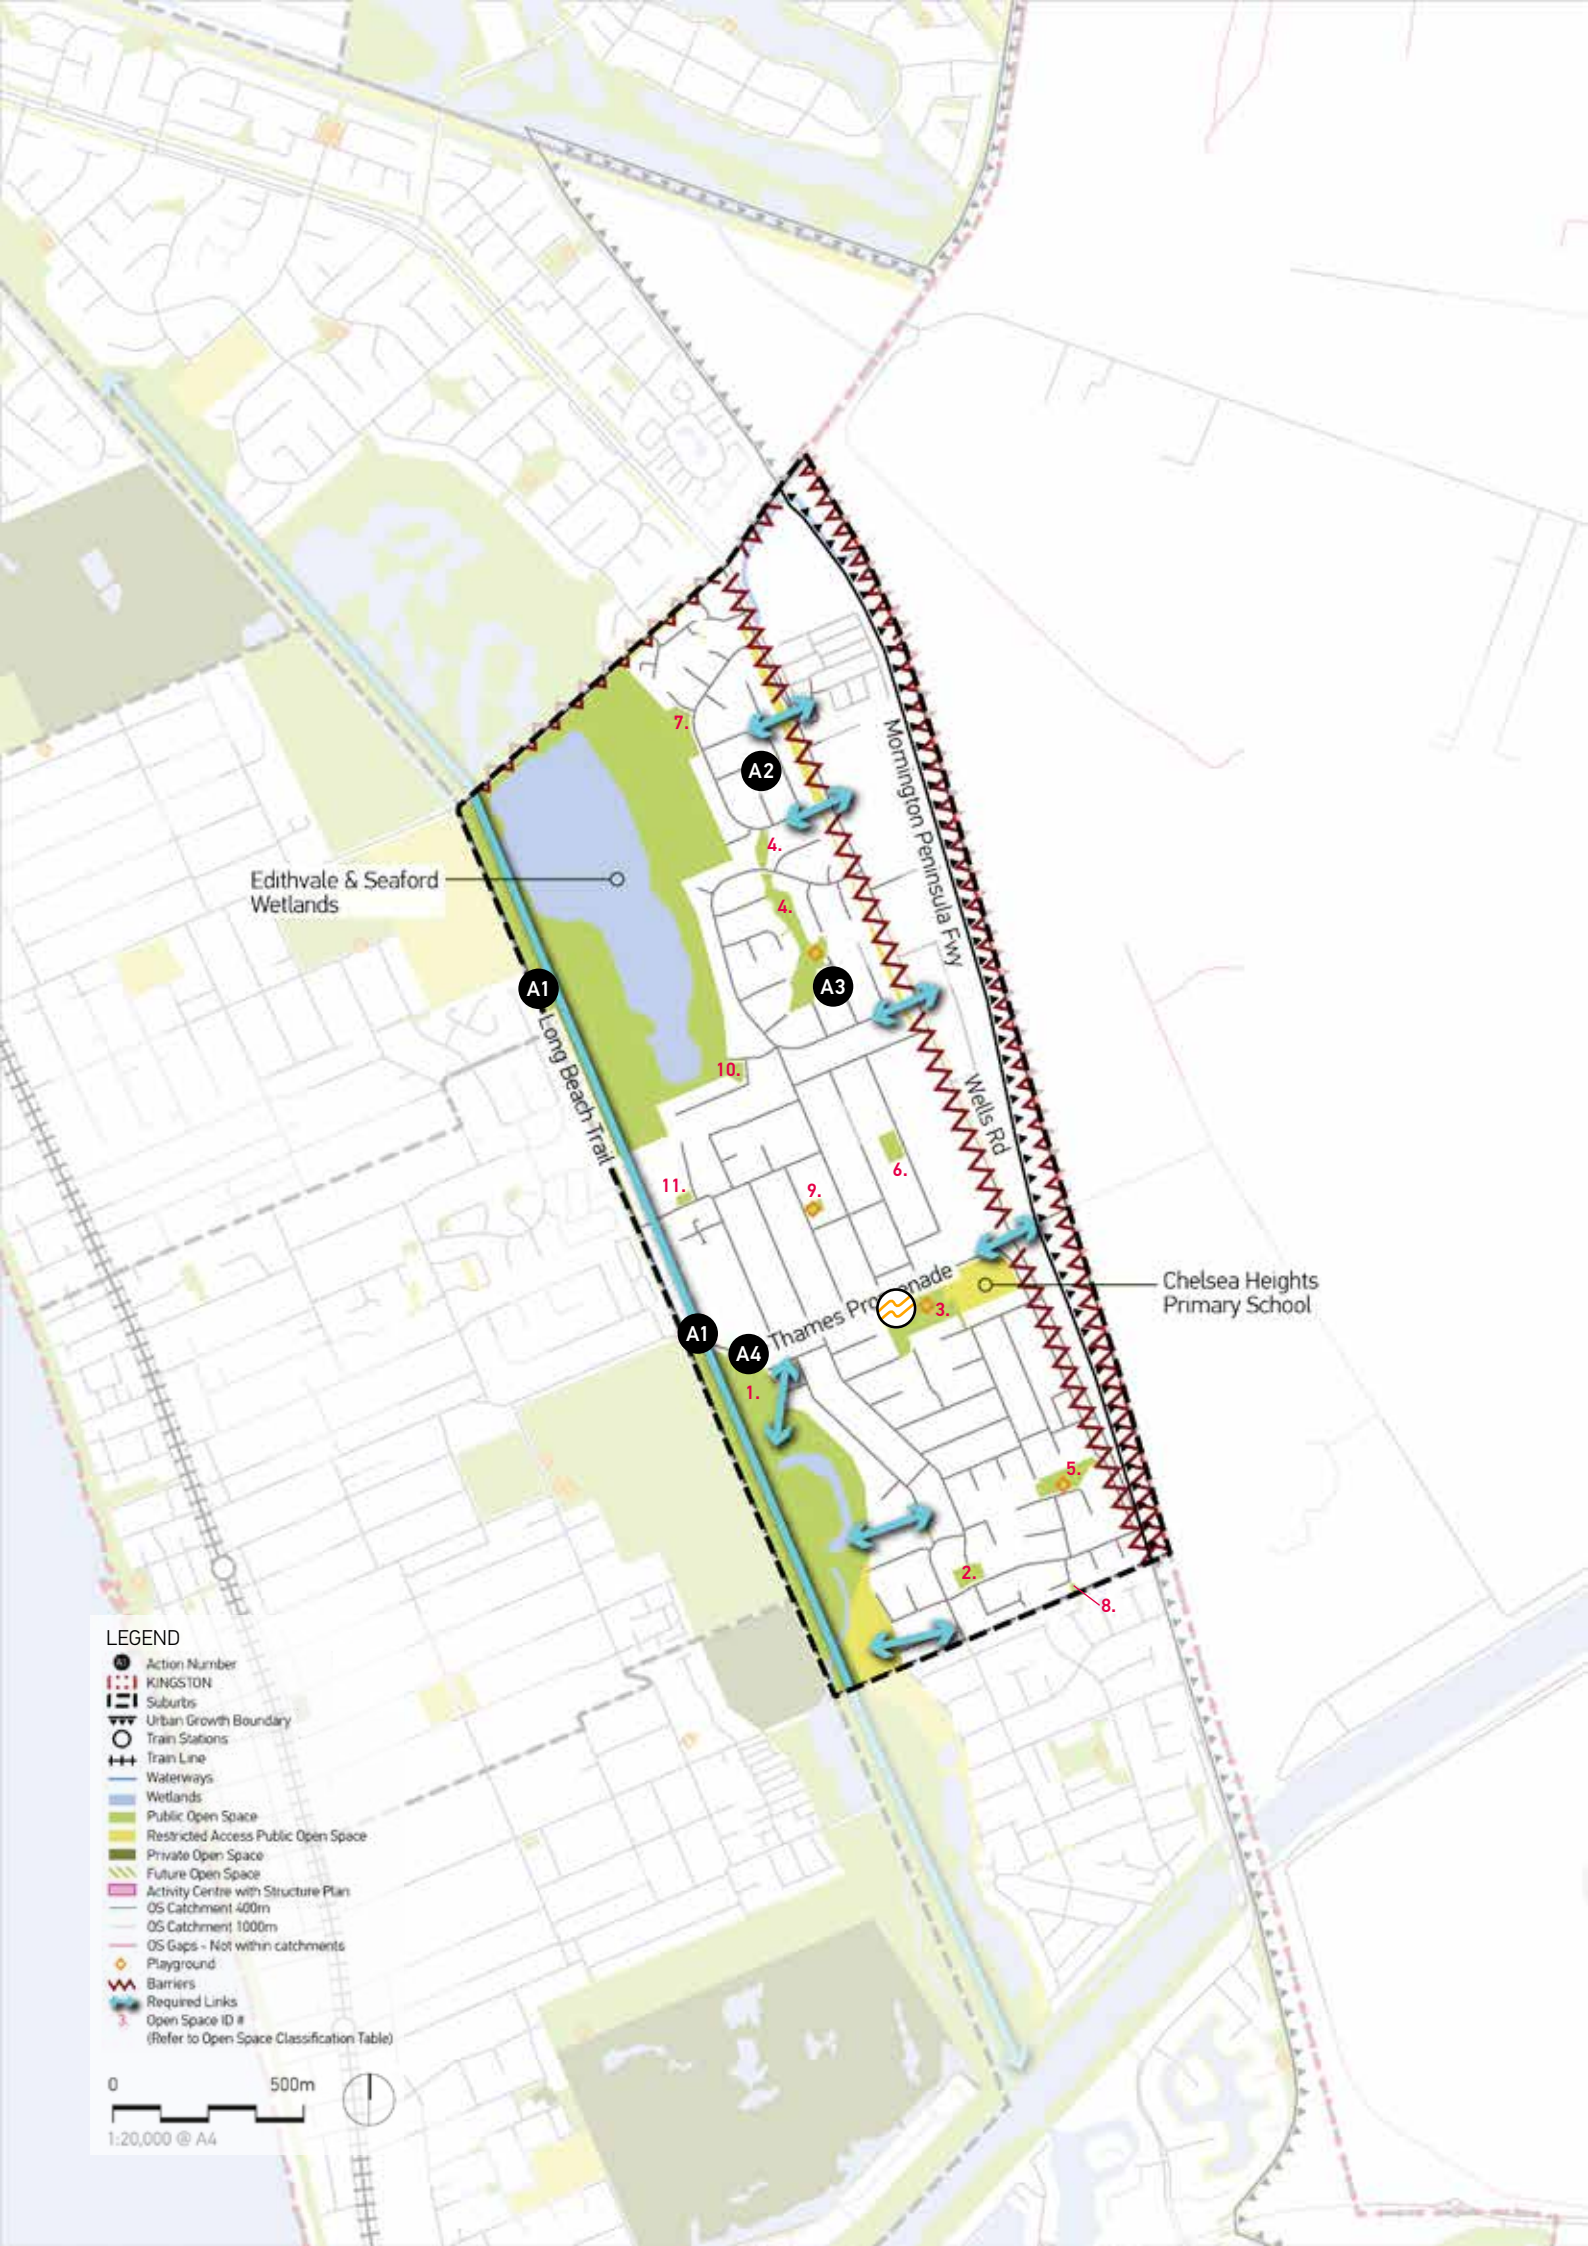 7.
A2
Mornington Peninsula Fwy
4.
Edithvale & Seaford
Wetlands
4.
A3
A1
Long Beach Trail
10.
Wells Rd
6.
11.
9.
Thames Promenade
Chelsea Heights
Primary School
3.
A1
A4
1.
5.
2.
8.
LEGEND
Action Number
KINGSTON
Suburbs
Urban Growth Boundary
Train Stations
Train Line
Waterways
Wetlands
Public Open Space
Restricted Access Public Open Space
Private Open Space
Future Open Space
Activity Centre with Structure Plan
OS Catchment 400m
OS Catchment 1000m
OS Gaps - Not within catchments
Playground
Barriers
Required Links
3. Open Space ID #
(Refer to Open Space Classification Table)
0 500m
1:20,000 @ A4